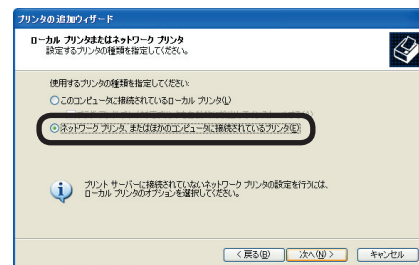 プリンタの追加ウィザード
ローカル プリンタまたはネットワーク プリンタ
設定するプリンタの種類を指定してください。
使用するプリンタの種類を指定してください:
このコンピュータに接続されているローカル プリンタ(L)
ネットワーク プリンタ、またはほかのコンピュータに接続されているプリンタ(E)
プリント サーバーに接続されていないネットワーク プリンタの設定を行うには、
ローカル プリンタのオプションを選択してください。
< 戻る(B)
次へ(N) >
キャンセル